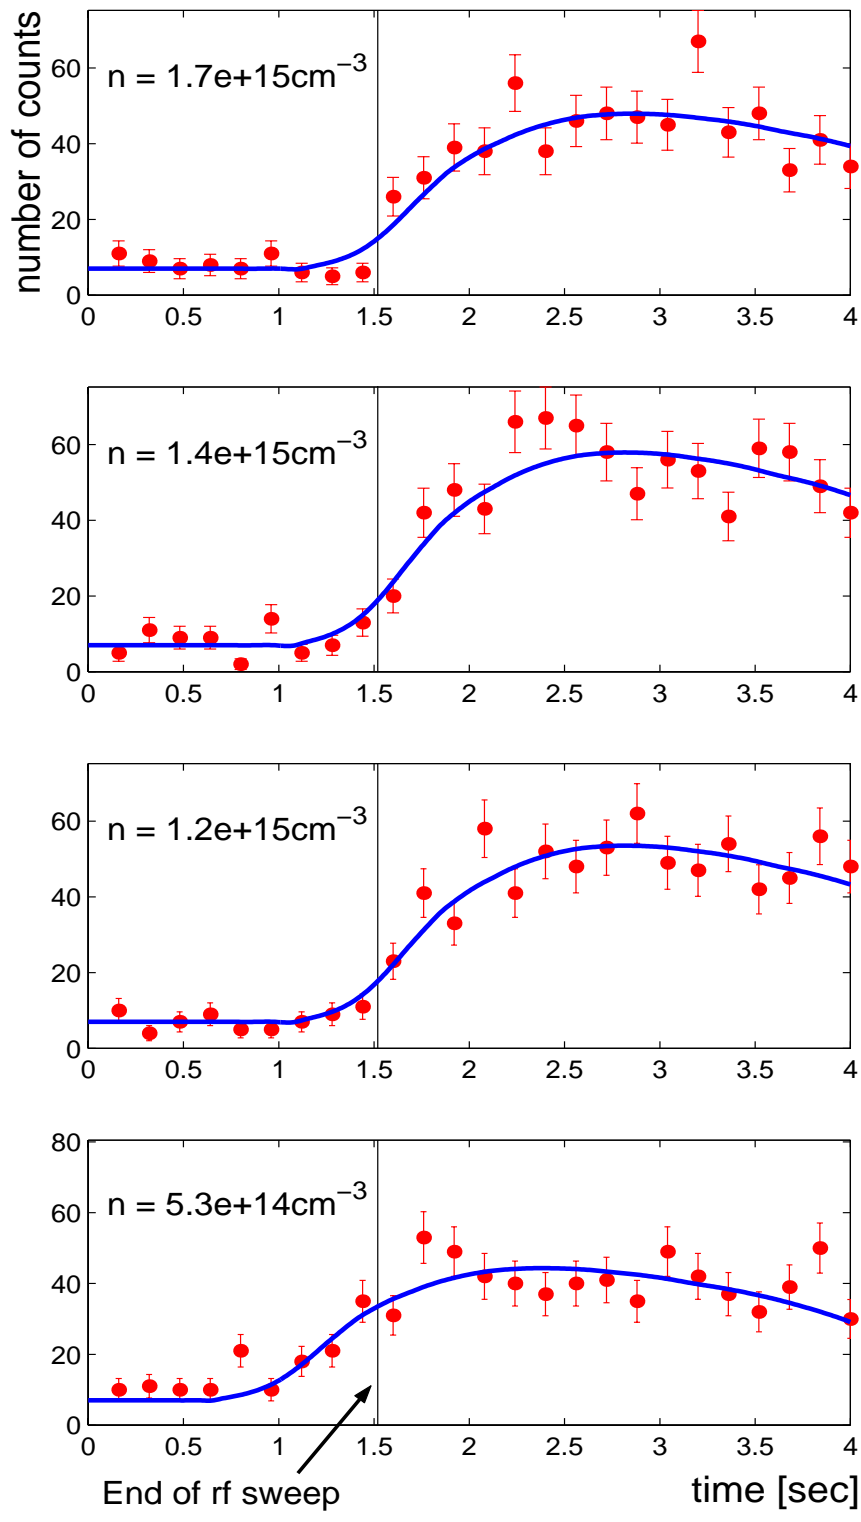 number of counts
n = 1.7e+15cm−3
60
40
20
0
0 0.5 1 1.5 2 2.5 3 3.5 4
n = 1.4e+15cm−3
60
40
20
0
0 0.5 1 1.5 2 2.5 3 3.5 4
n = 1.2e+15cm−3
60
40
20
0
0 0.5 1 1.5 2 2.5 3 3.5 4
80
n = 5.3e+14cm−3
60
40
20
0
0 0.5 1 1.5 2 2.5 3 3.5 4
End of rf sweep
time [sec]